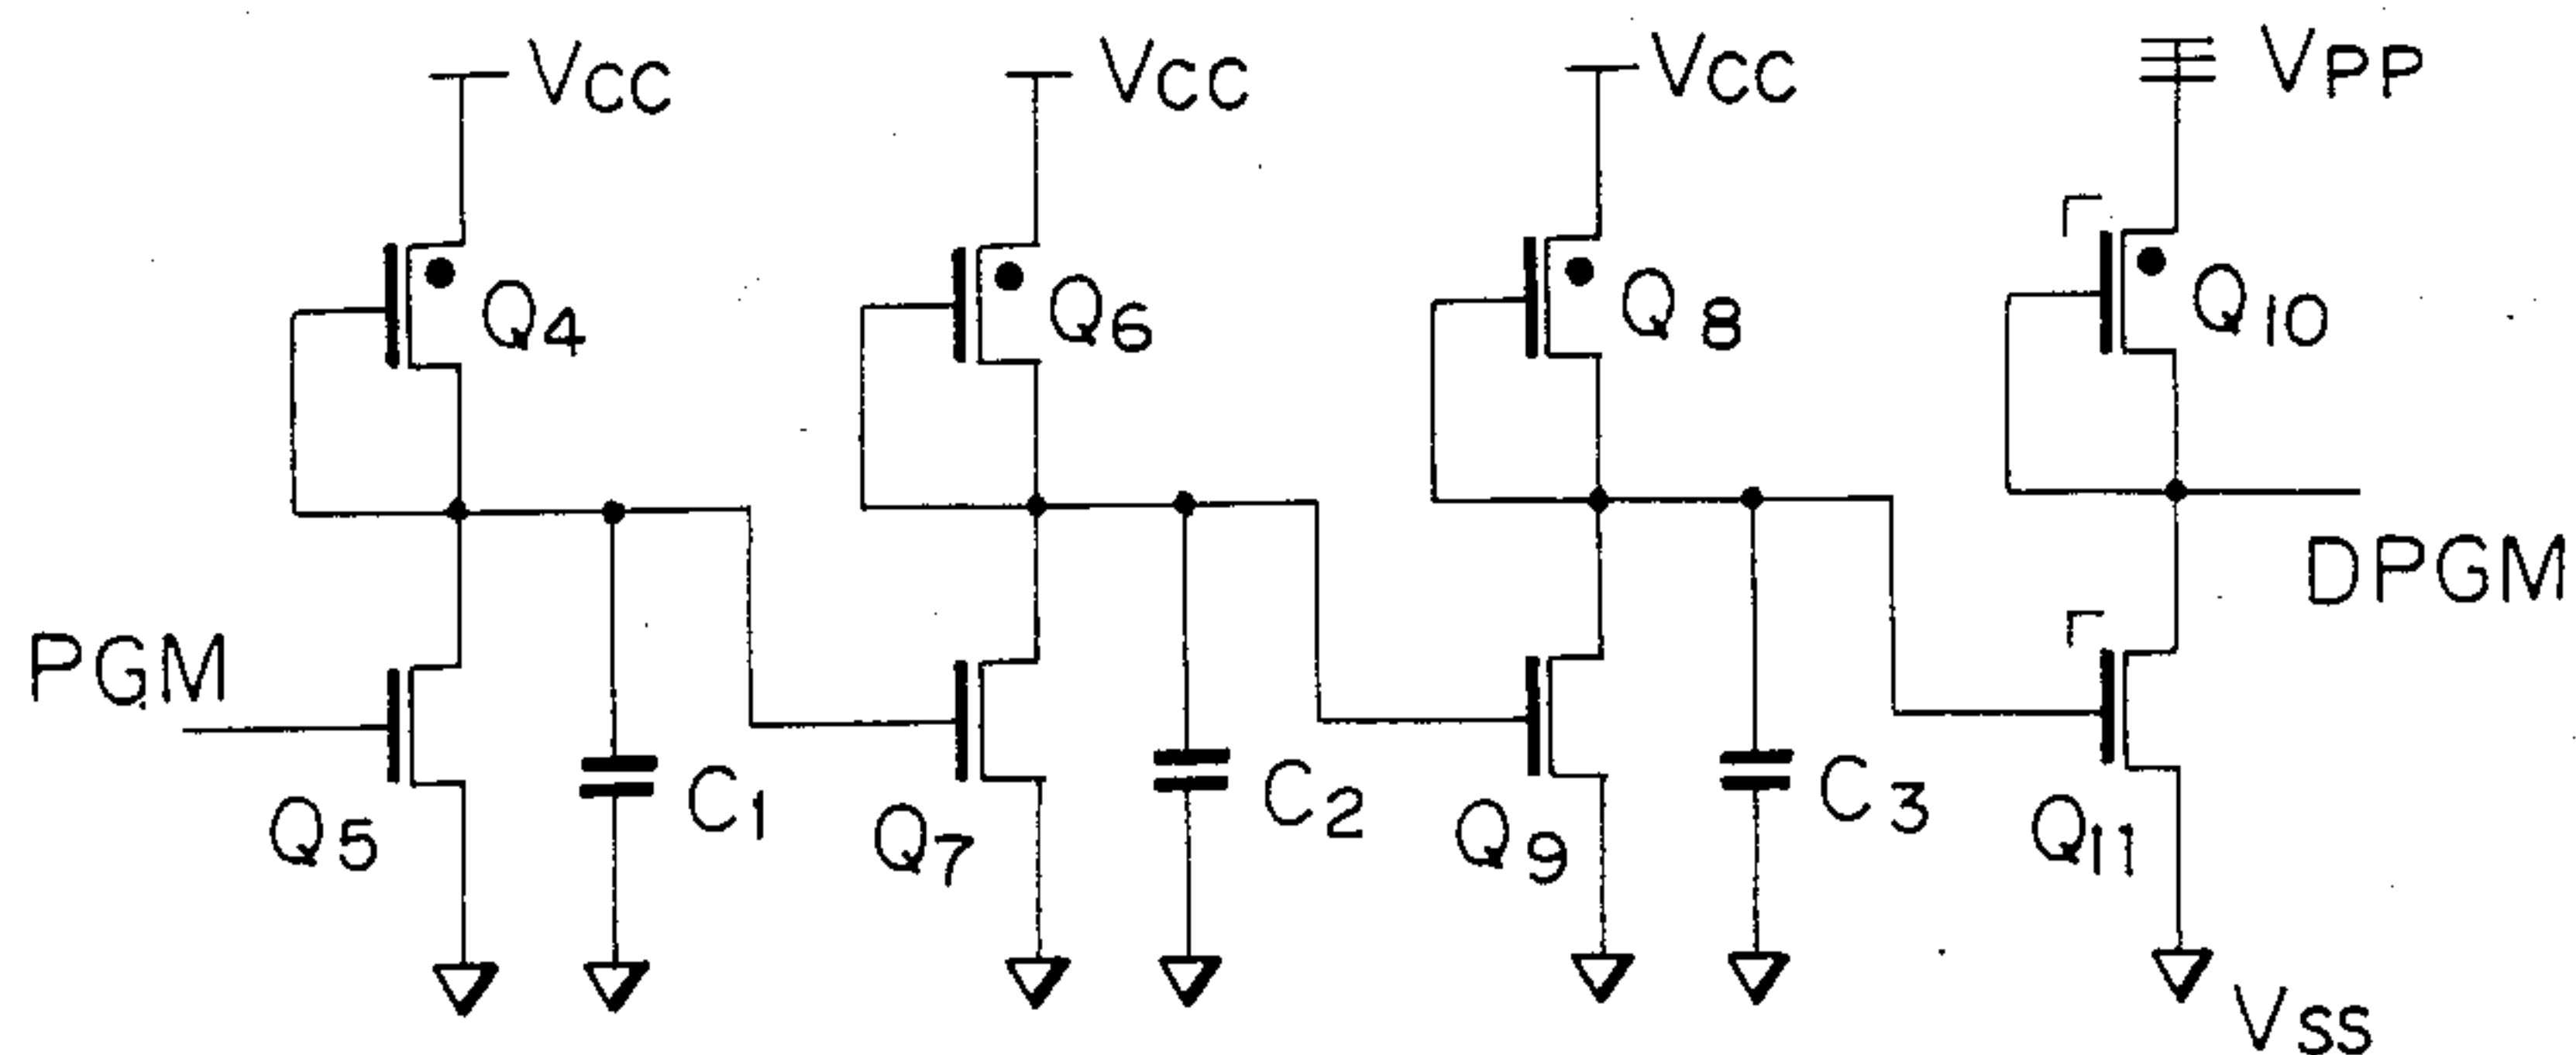 VCC VCC VCC VPP
Q4 Q6 Q8 Q10
DPGM
PGM
C1 C2 C3
Q5 Q7 Q9 Q11
VSS